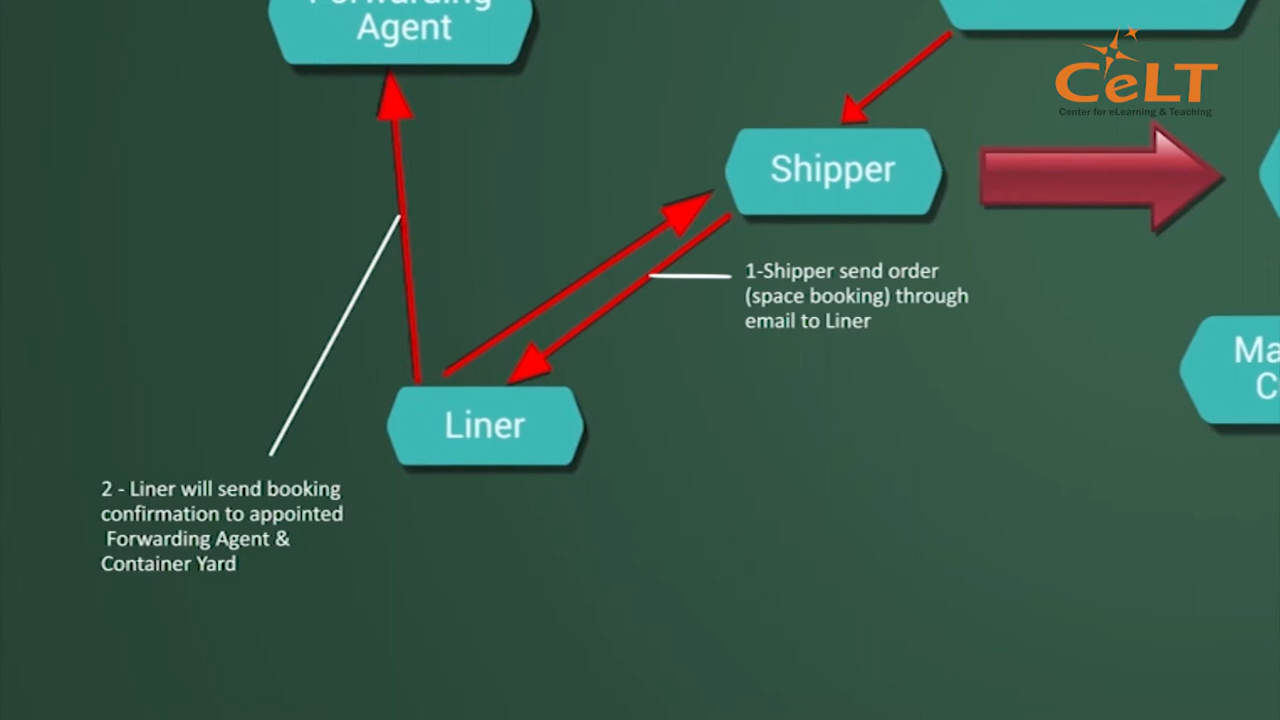 Forwarding
Agent
CeLT
Center for eLearning & Teaching
Shipper
1-Shipper send order
(space booking) through
email to Liner
Liner
2 - Liner will send booking
confirmation to appointed
Forwarding Agent &
Container Yard